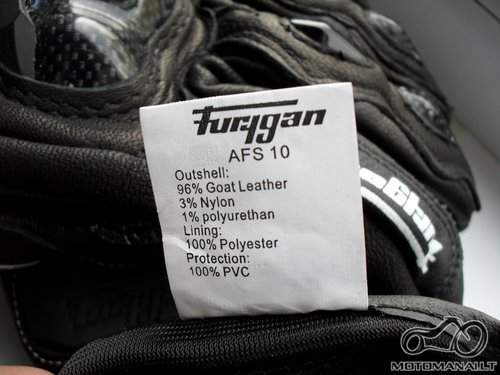 Furygan
AFS 10
Outshell:
96% Goat Leather
3% Nylon
1% polyurethan
Lining:
100% Polyester
Protection:
100% PVC
MOTOMANAI.LT